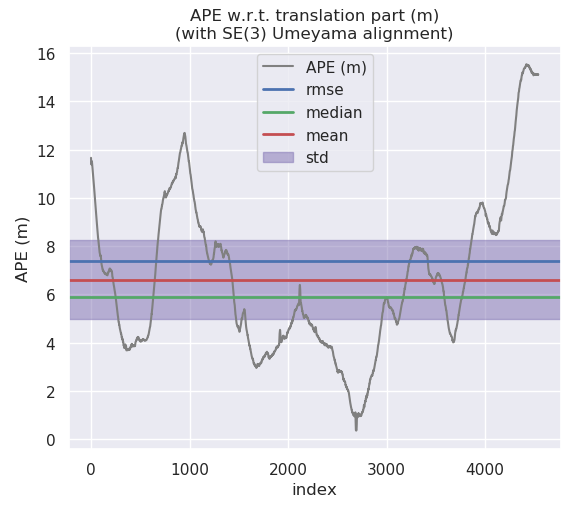 APE w.r.t. translation part (m)
(with SE(3) Umeyama alignment)
16
14
12
10
8
6
4
2
0
APE (m)
APE (m)
rmse
median
mean
std
0
1000
2000
3000
4000
index